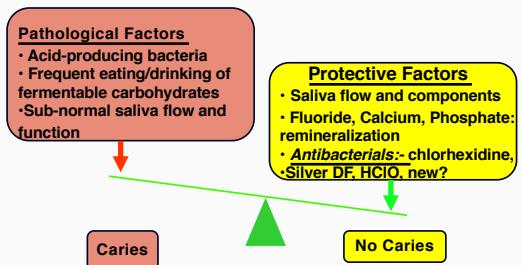 Pathological Factors
· Acid-producing bacteria
· Frequent eating/drinking of
fermentable carbohydrates
·Sub-normal saliva flow and
function
Protective Factors
· Saliva flow and components
· Fluoride, Calcium, Phosphate:
remineralization
· Antibacterials:- chlorhexidine,
·Silver DF, HClO, new?
Caries
No Caries